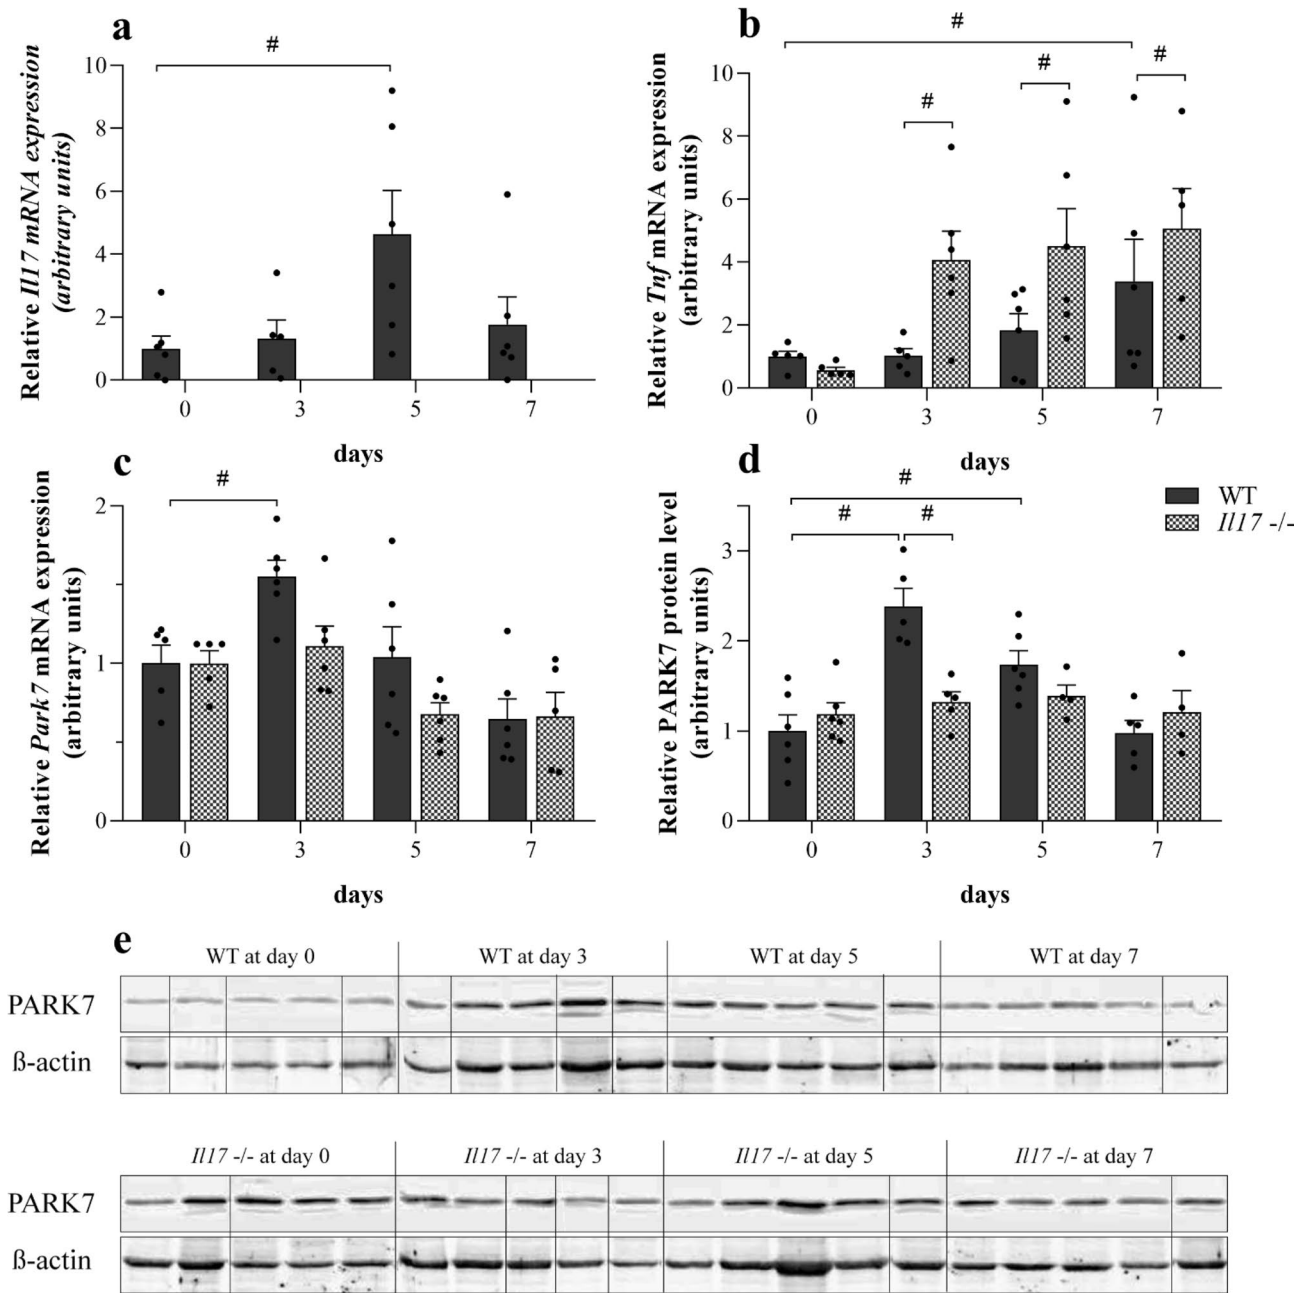 a
#
Relative Il17 mRNA expression
(arbitrary units)
10
8
6
4
2
0
0 3 5 7
days
b
#
#
#
#
Relative Tnf mRNA expression
(arbitrary units)
10
8
6
4
2
0
0 3 5 7
days
c
#
Relative Park7 mRNA expression
(arbitrary units)
2
1
0
0 3 5 7
days
d
#
#
#
Relative PARK7 protein level
(arbitrary units)
3
2
1
0
0 3 5 7
days
WT
Il17 -/-
e
WT at day 0 WT at day 3 WT at day 5 WT at day 7
PARK7
ß-actin
Il17 -/- at day 0 Il17 -/- at day 3 Il17 -/- at day 5 Il17 -/- at day 7
PARK7
ß-actin